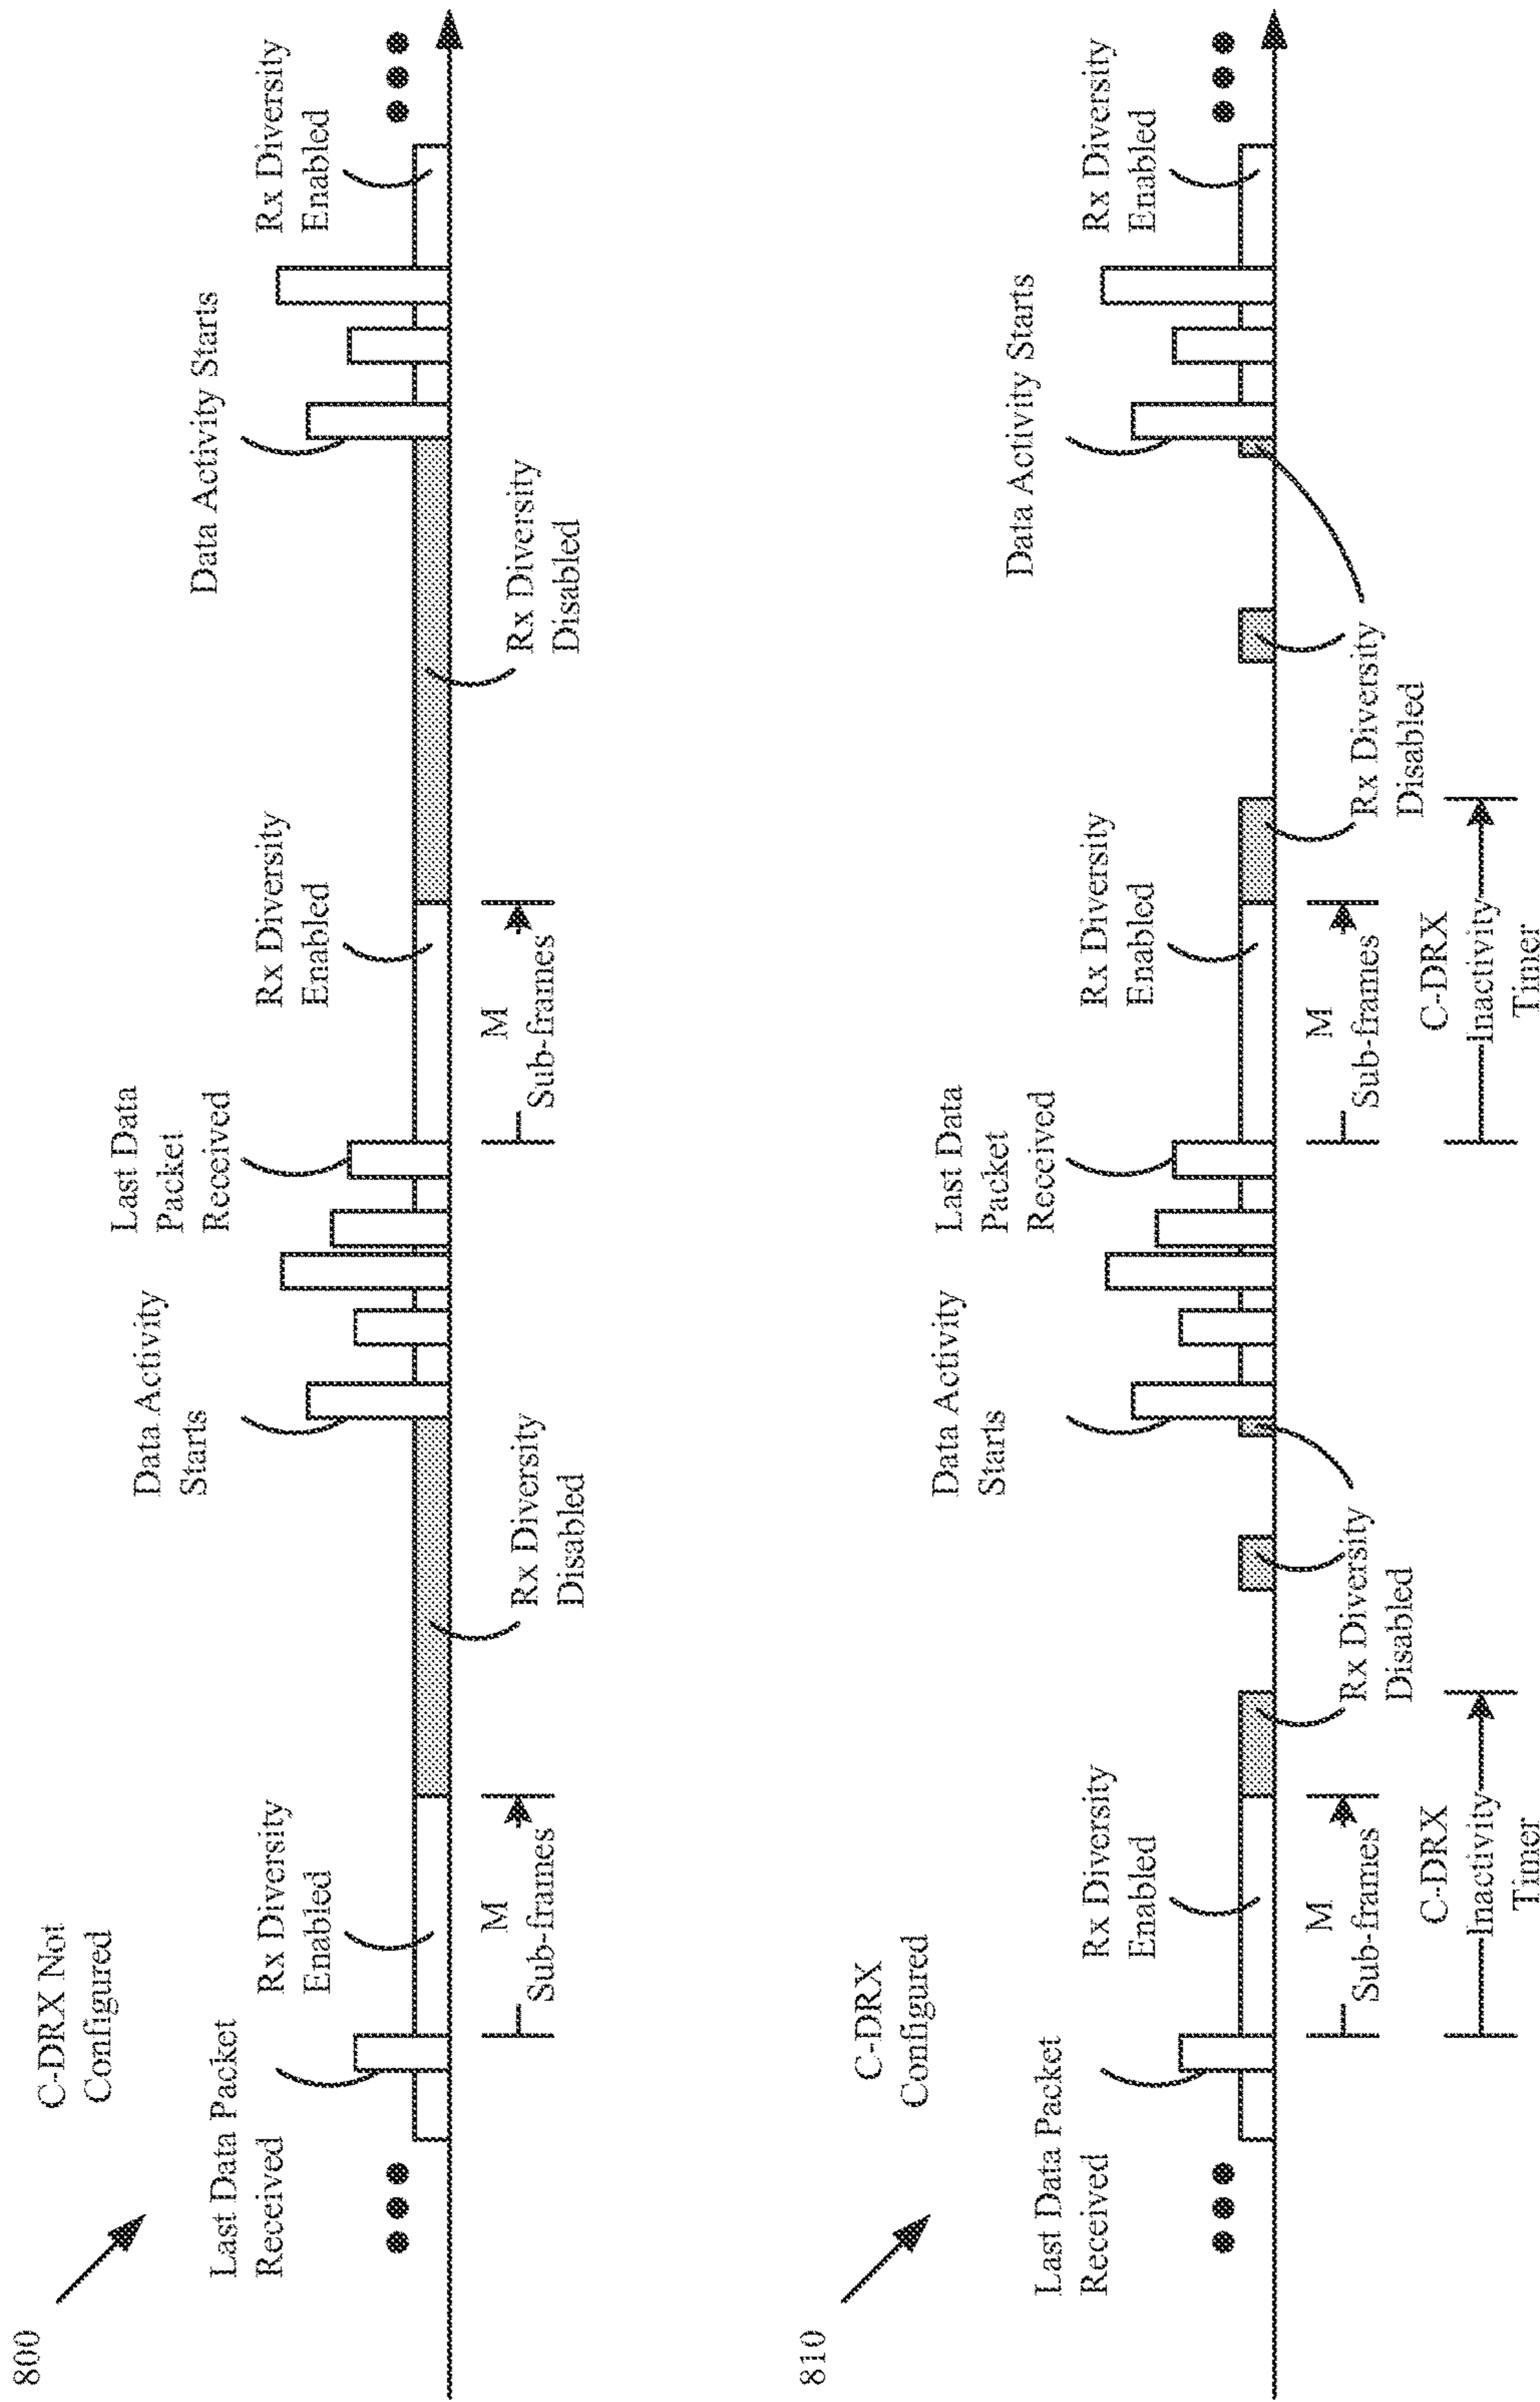 800
C-DRX Not
Configured
Last Data Packet
Received
Rx Diversity
Enabled
M
Sub-frames
Rx Diversity
Disabled
Data Activity
Starts
Last Data
Packet
Received
Rx Diversity
Enabled
M
Sub-frames
Rx Diversity
Disabled
Data Activity Starts
Rx Diversity
Enabled
810
C-DRX
Configured
Last Data Packet
Received
Rx Diversity
Enabled
M
Sub-frames
C-DRX
Inactivity
Timer
Rx Diversity
Disabled
Data Activity
Starts
Last Data
Packet
Received
Rx Diversity
Enabled
M
Sub-frames
C-DRX
Inactivity
Timer
Rx Diversity
Disabled
Data Activity Starts
Rx Diversity
Enabled